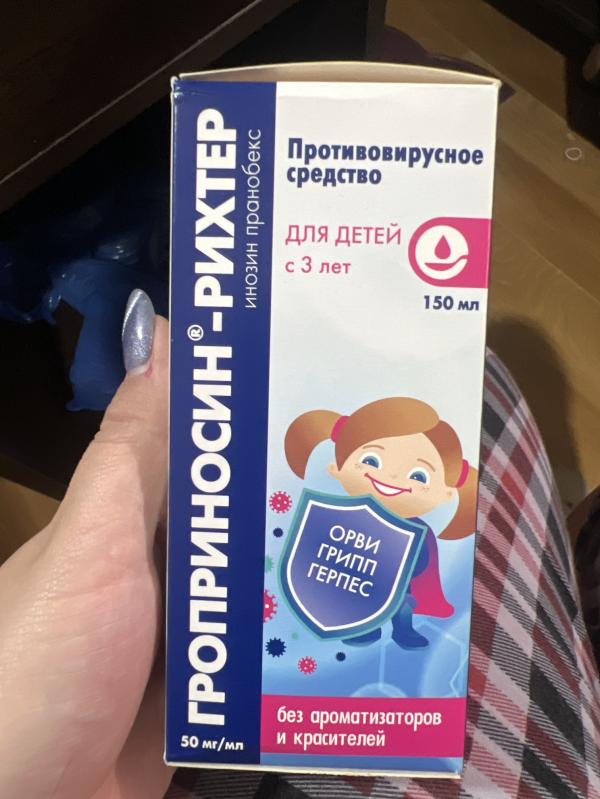 ГРОПРИНОСИН®-РИХТЕР
инозин пранобекс
50 мг/мл
Противовирусное
средство
ДЛЯ ДЕТЕЙ
с 3 лет
150 мл
ОРВИ
ГРИПП
ГЕРПЕС
без ароматизаторов
и красителей